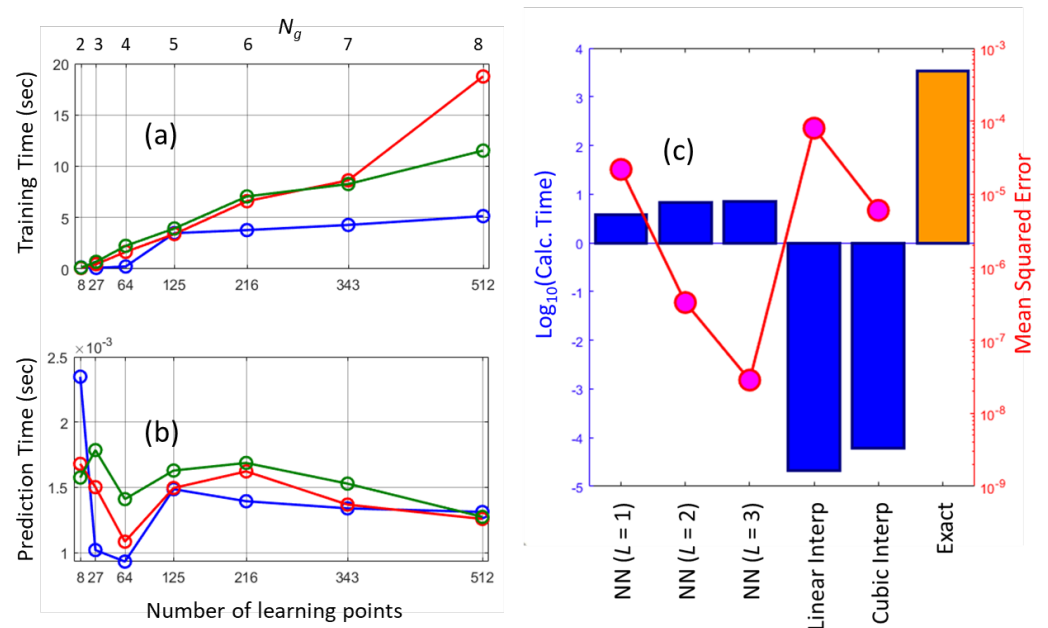 N_g
2 3 4 5 6 7 8
Training Time (sec)
20
15
10
5
0
(a)
8 27 64 125 216 343 512
Prediction Time (sec)
2.5
×10⁻³
2
1.5
1
(b)
8 27 64 125 216 343 512
Number of learning points
Log₁₀(Calc. Time)
4
3
2
1
0
-1
-2
-3
-4
-5
(c)
10⁻³
10⁻⁴
10⁻⁵
10⁻⁶
10⁻⁷
10⁻⁸
10⁻⁹
Mean Squared Error
NN (L = 1)
NN (L = 2)
NN (L = 3)
Linear Interp
Cubic Interp
Exact